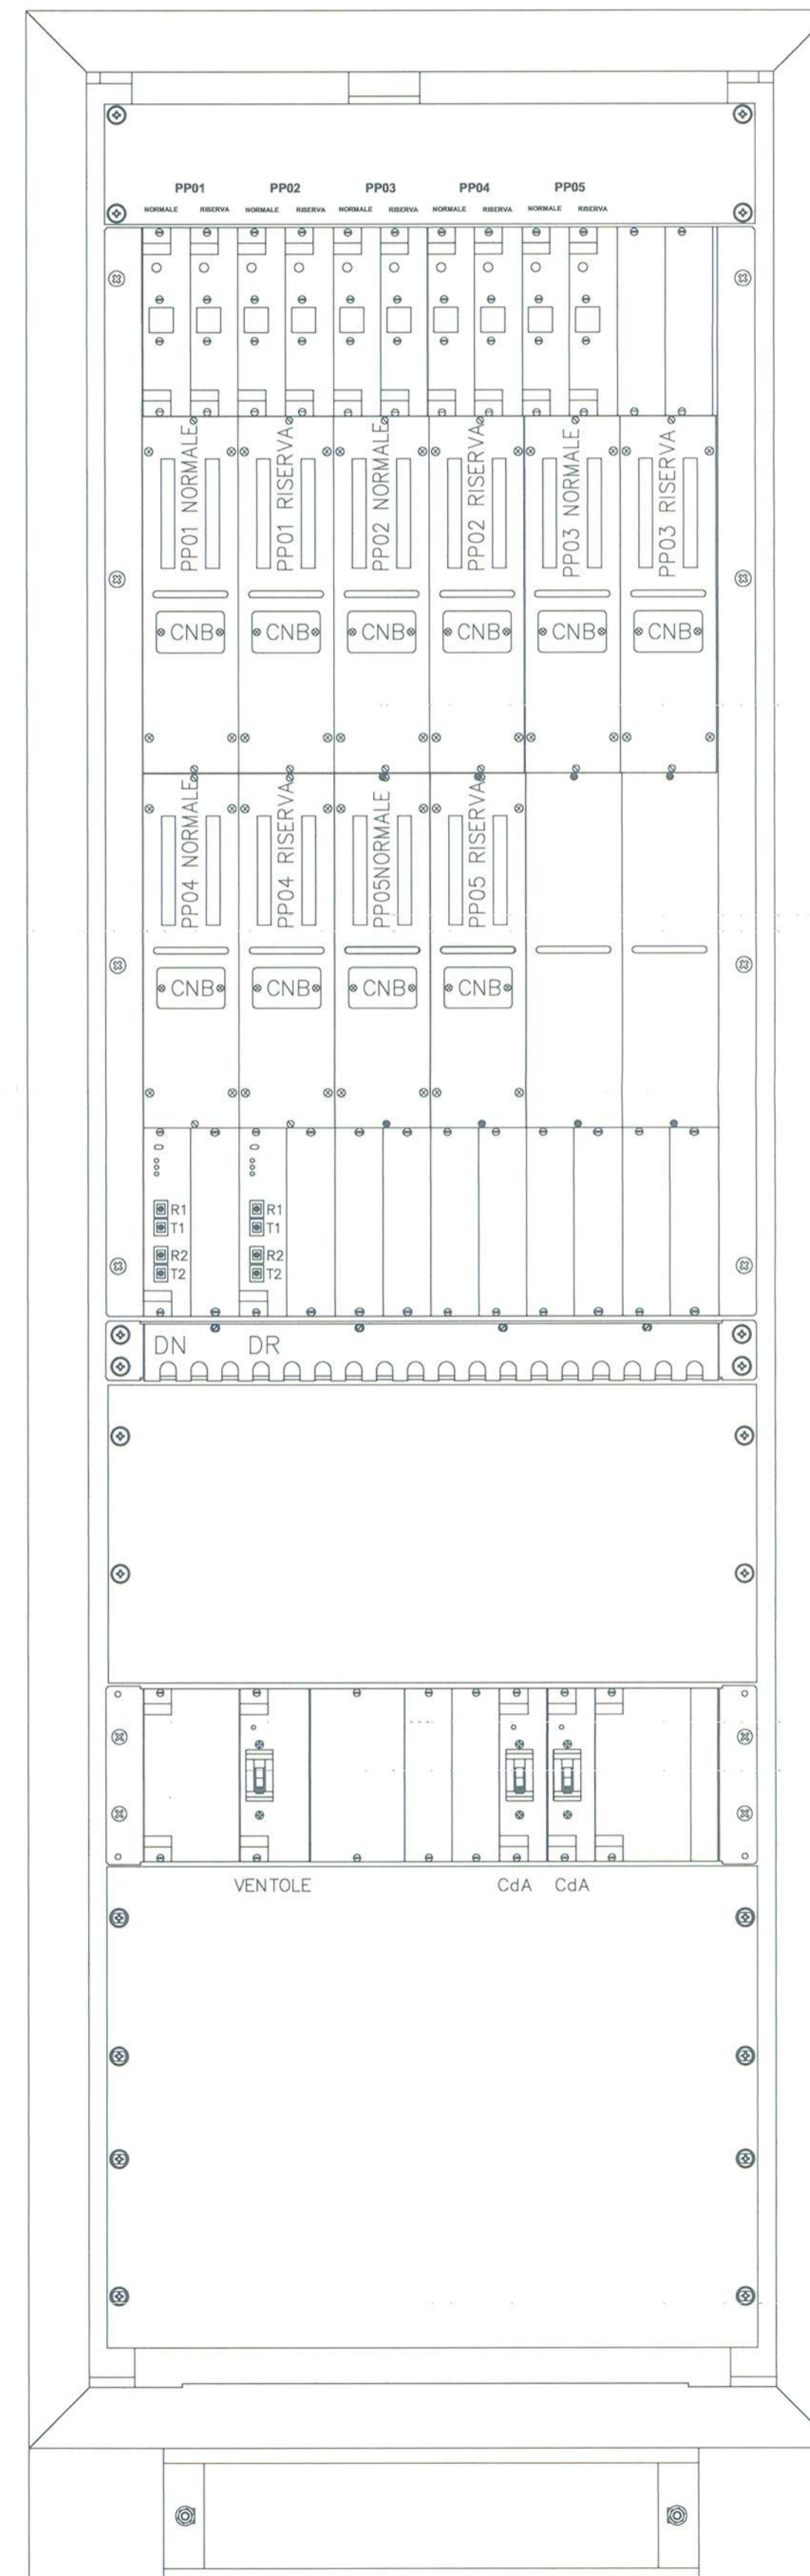 PP01 PP02 PP03 PP04 PP05
NORMALE RISERVA NORMALE RISERVA NORMALE RISERVA NORMALE RISERVA NORMALE RISERVA
PP01 NORMALE
PP01 RISERVA
PP02 NORMALE
PP02 RISERVA
PP03 NORMALE
PP03 RISERVA
CNB CNB CNB CNB CNB CNB
PP04 NORMALE
PP04 RISERVA
PP05NORMALE
PP05 RISERVA
CNB CNB CNB CNB
R1 R1
T1 T1
R2 R2
T2 T2
DN DR
VENTOLE CdA CdA